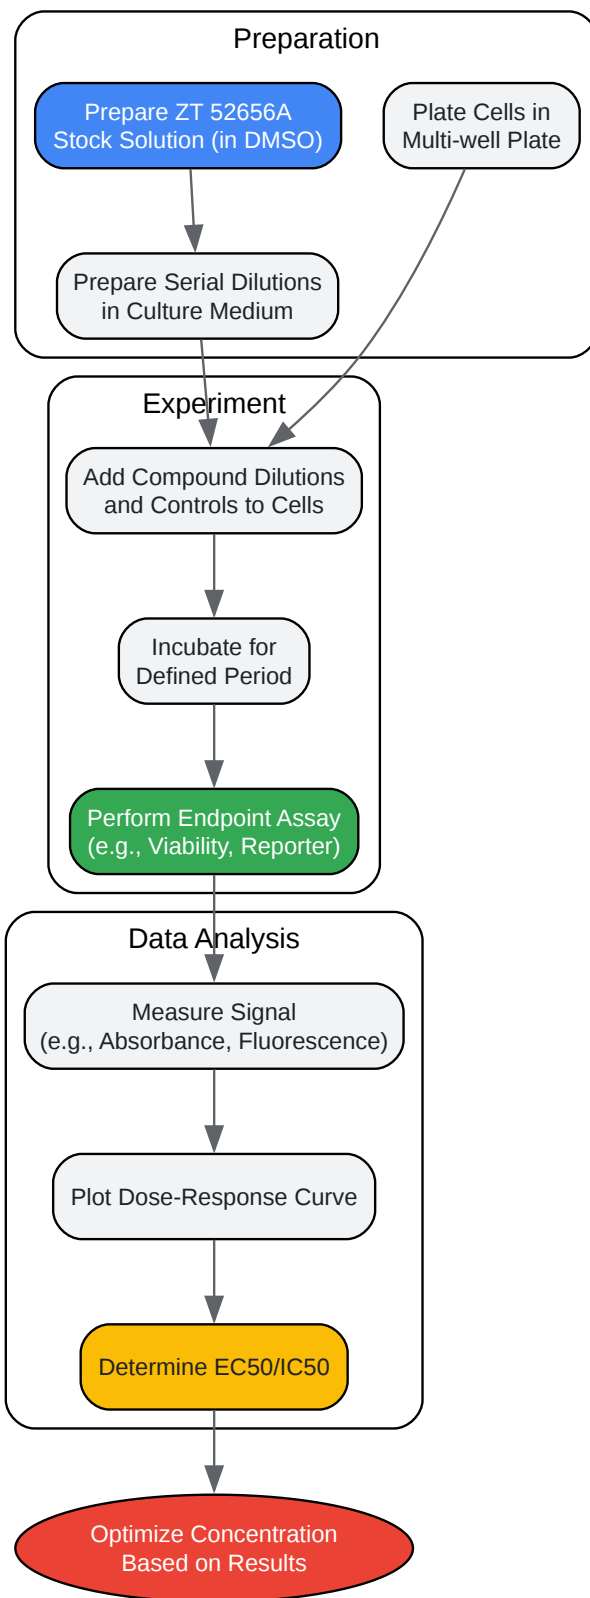 Preparation
Prepare ZT 52656A
Stock Solution (in DMSO)
Plate Cells in
Multi-well Plate
Prepare Serial Dilutions
in Culture Medium
Experiment
Add Compound Dilutions
and Controls to Cells
Incubate for
Defined Period
Perform Endpoint Assay
(e.g., Viability, Reporter)
Data Analysis
Measure Signal
(e.g., Absorbance, Fluorescence)
Plot Dose-Response Curve
Determine EC50/IC50
Optimize Concentration
Based on Results